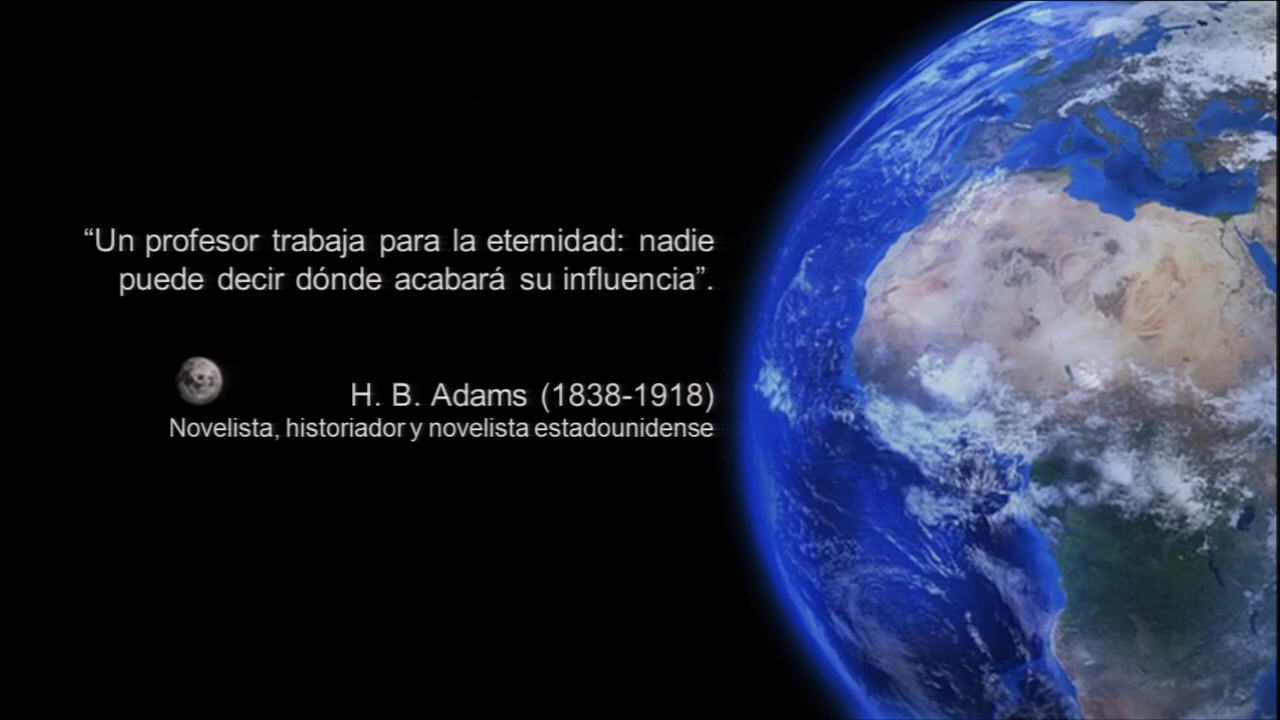 “Un profesor trabaja para la eternidad: nadie
puede decir dónde acabará su influencia”.
H. B. Adams (1838-1918)
Novelista, historiador y novelista estadounidense